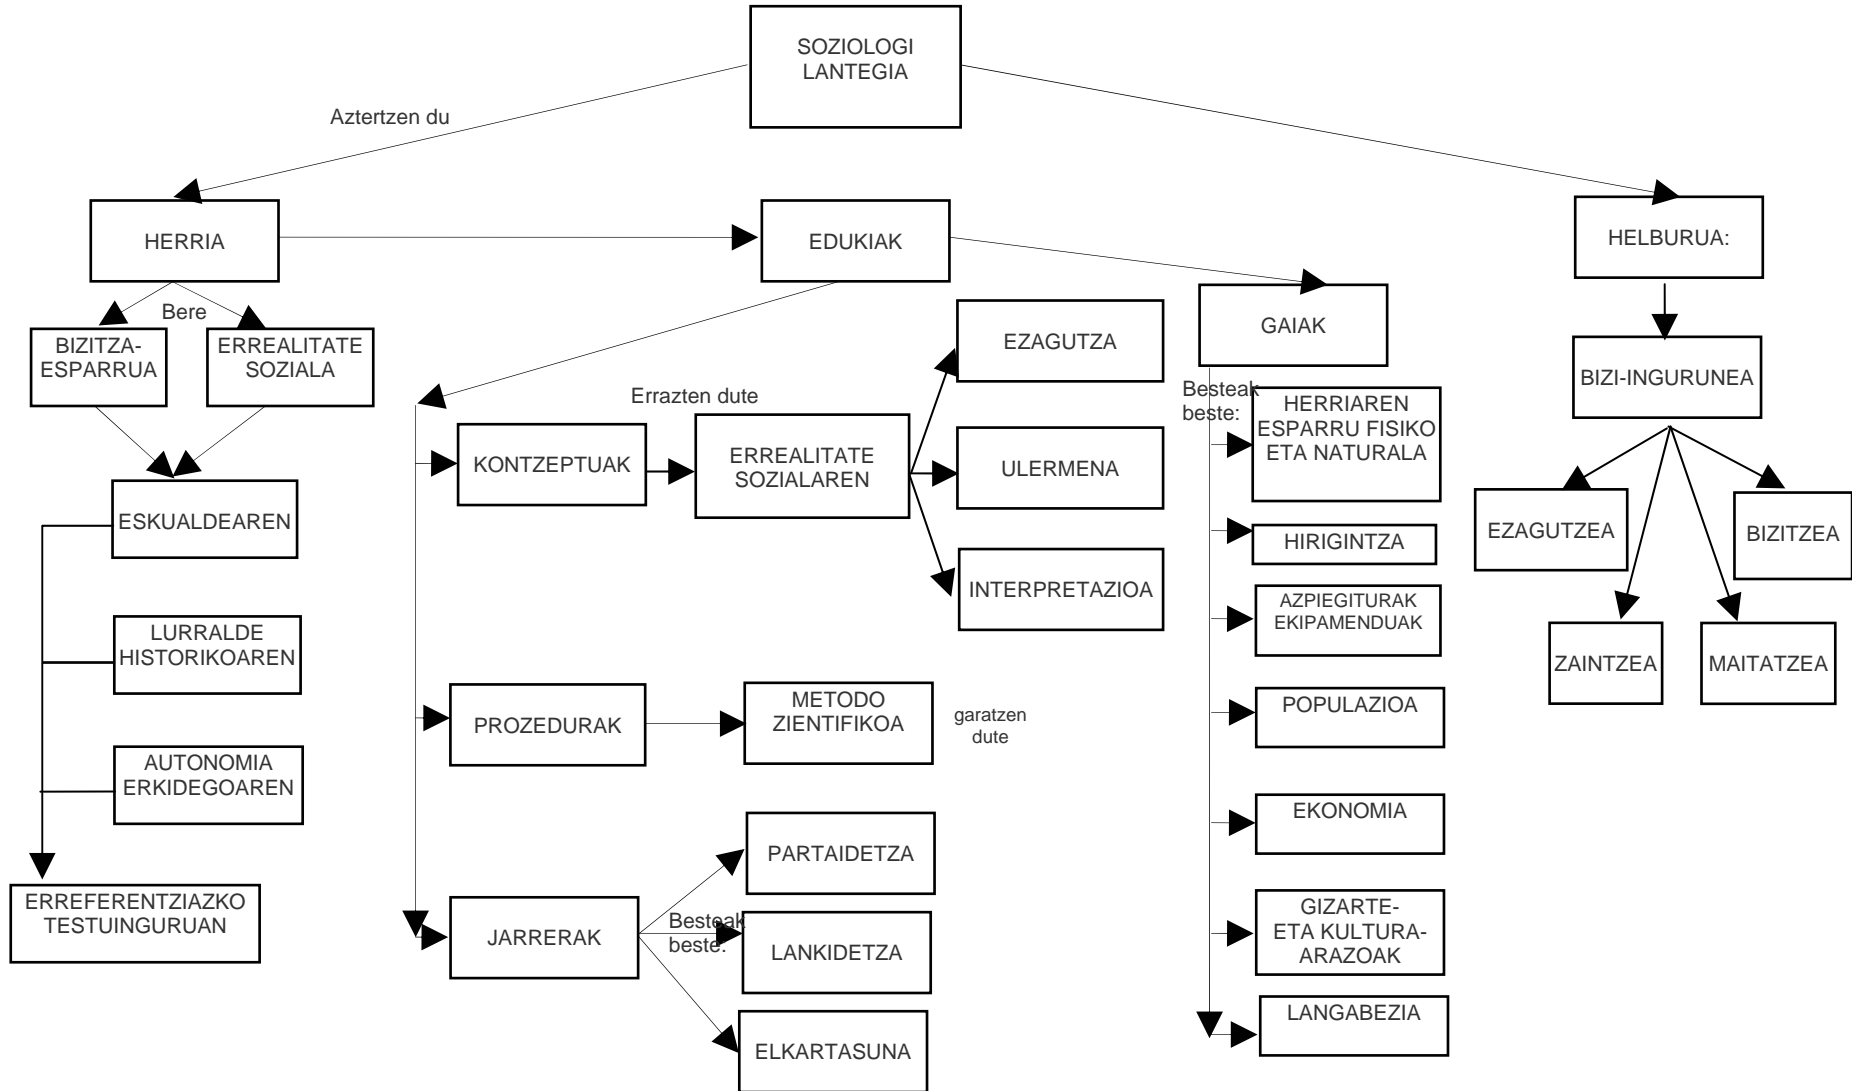 SOZIOLOGI
LANTEGIA
Aztertzen du
HERRIA
EDUKIAK
HELBURUA:
Bere
BIZITZA-
ESPARRUA
ERREALITATE
SOZIALA
ESKUALDEAREN
LURRALDE
HISTORIKOAREN
AUTONOMIA
ERKIDEGOAREN
ERREFERENTZIAZKO
TESTUINGURUAN
Errazten dute
KONTZEPTUAK
ERREALITATE
SOZIALAREN
EZAGUTZA
ULERMENA
INTERPRETAZIOA
PROZEDURAK
METODO
ZIENTIFIKOA
garatzen
dute
JARRERAK
Besteak
beste:
PARTAIDETZA
LANKIDETZA
ELKARTASUNA
GAIAK
Besteak
beste:
HERRIAREN
ESPARRU FISIKO
ETA NATURALA
HIRIGINTZA
AZPIEGITURAK
EKIPAMENDUAK
POPULAZIOA
EKONOMIA
GIZARTE-
ETA KULTURA-
ARAZOAK
LANGABEZIA
BIZI-INGURUNEA
EZAGUTZEA
BIZITZEA
ZAINTZEA
MAITATZEA